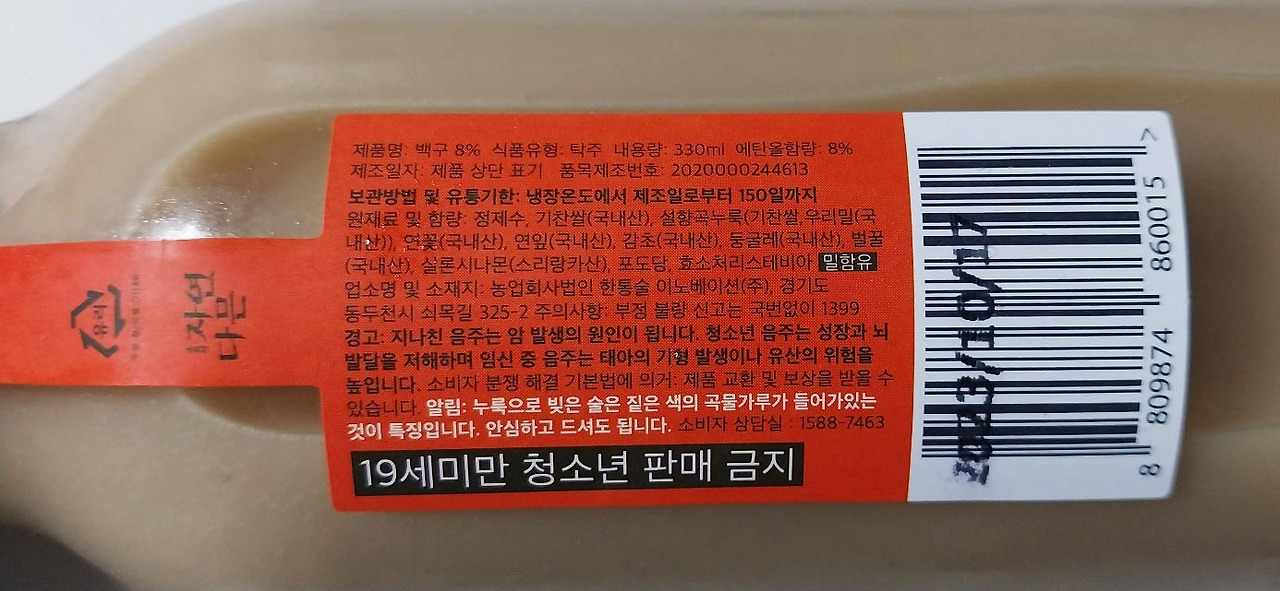 제품명: 백구 8% 식품유형: 탁주 내용량: 330ml 에탄올함량: 8%
제조일자: 제품 상단 표기 품목제조번호: 2020000244613
보관방법 및 유통기한: 냉장온도에서 제조일로부터 150일까지
원재료 및 함량: 정제수, 기찬쌀(국내산), 설향곡누룩(기찬쌀,우리밀(국
내산)), 연꽃(국내산), 연잎(국내산), 감초(국내산), 둥굴레(국내산), 벌꿀
(국내산), 실론시나몬(스리랑카산), 포도당, 효소처리스테비아 밀함유
업소명 및 소재지: 농업회사법인 한통술 이노베이션(주), 경기도
동두천시 쇠목길 325-2 주의사항: 부정 불량 신고는 국번없이 1399
경고: 지나친 음주는 암 발생의 원인이 됩니다. 청소년 음주는 성장과 뇌
발달을 저해하며 임신 중 음주는 태아의 기형 발생이나 유산의 위험을
높입니다. 소비자 분쟁 해결 기본법에 의거: 제품 교환 및 보상을 받을 수
있습니다. 알림: 누룩으로 빚은 술은 짙은 색의 곡물가루가 들어가있는
것이 특징입니다. 안심하고 드셔도 됩니다. 소비자 상담실 : 1588-7463
19세미만 청소년 판매 금지
유리
자연
다믄
8 809874 860015 >